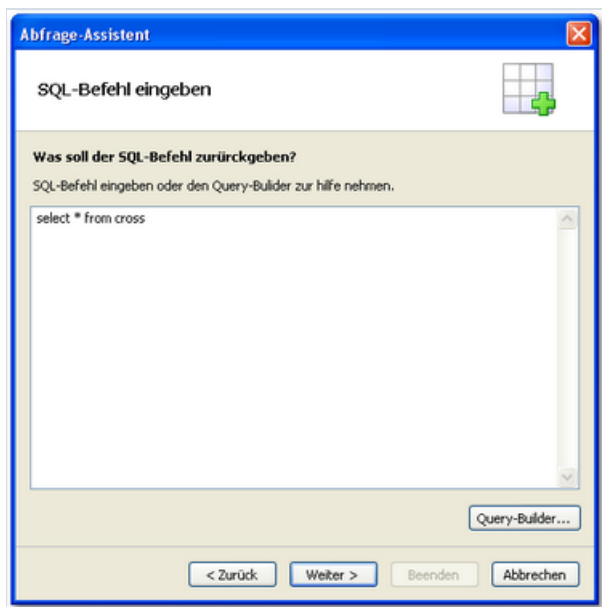 Abfrage-Assistent
SQL-Befehl eingeben
Was soll der SQL-Befehl zurürckgeben?
SQL-Befehl eingeben oder den Query-Bulider zur hilfe nehmen.
select * from cross
Query-Builder...
< Zurück
Weiter >
Beenden
Abbrechen